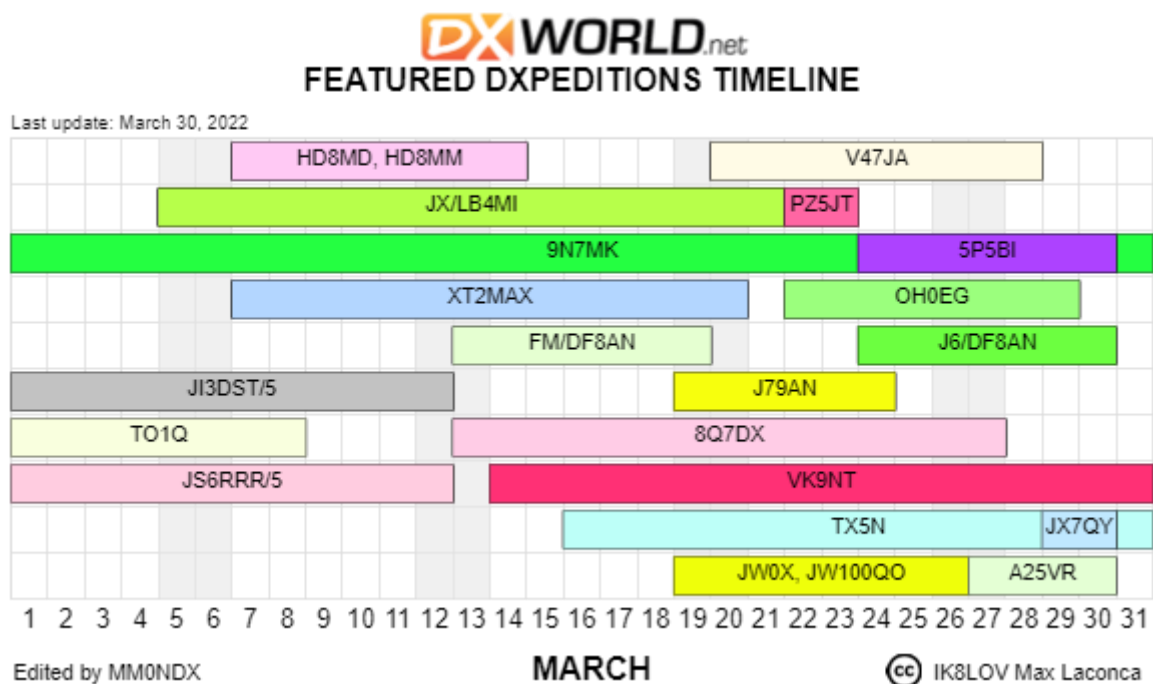 DX WORLD.net
FEATURED DXPEDITIONS TIMELINE
Last update: March 30, 2022
HD8MD, HD8MM V47JA
JX/LB4MI PZ5JT
9N7MK 5P5BI
XT2MAX OH0EG
FM/DF8AN J6/DF8AN
JI3DST/5 J79AN
TO1Q 8Q7DX
JS6RRR/5 VK9NT
TX5N JX7QY
JW0X, JW100QO A25VR
1 2 3 4 5 6 7 8 9 10 11 12 13 14 15 16 17 18 19 20 21 22 23 24 25 26 27 28 29 30 31
Edited by MM0NDX MARCH cc IK8LOV Max Laconca